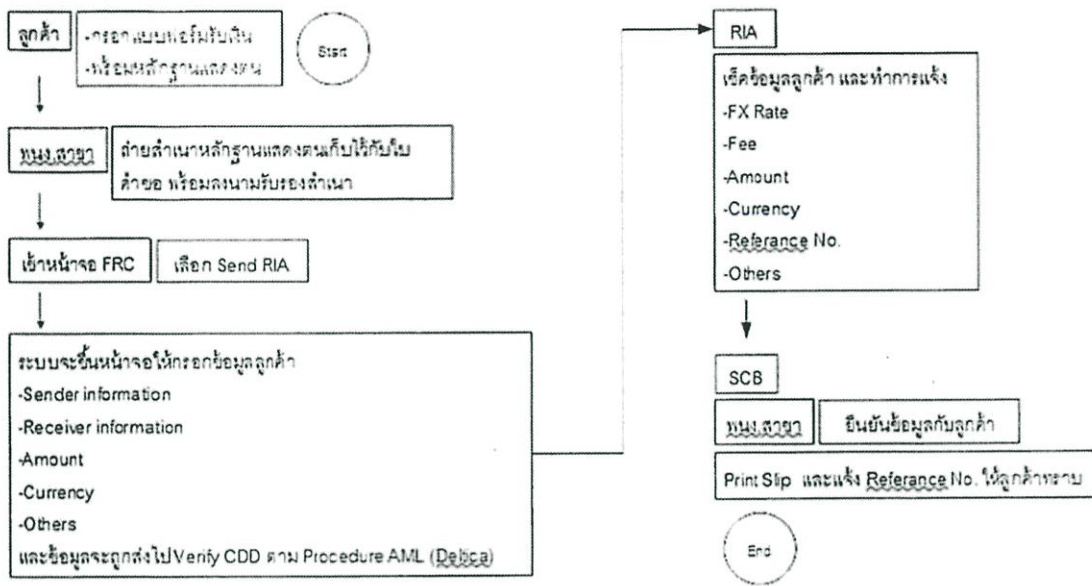 ลูกค้า
-กรอกแบบฟอร์มรับเงิน
-พร้อมหลักฐานแสดงตน
Start
พนง.สาขา
ถ่ายสำเนาหลักฐานแสดงตนเก็บไว้กับใบ
คำขอ พร้อมลงนามรับรองสำเนา
เข้าหน้าจอ FRC
เลือก Send RIA
ระบบจะขึ้นหน้าจอให้กรอกข้อมูลลูกค้า
-Sender information
-Receiver information
-Amount
-Currency
-Others
และข้อมูลจะถูกส่งไป Verify CDD ตาม Procedure AML (Detica)
RIA
เช็คข้อมูลลูกค้า และทำการแจ้ง
-FX Rate
-Fee
-Amount
-Currency
-Referance No.
-Others
SCB
พนง.สาขา
ยืนยันข้อมูลกับลูกค้า
Print Slip และแจ้ง Referance No. ให้ลูกค้าทราบ
End